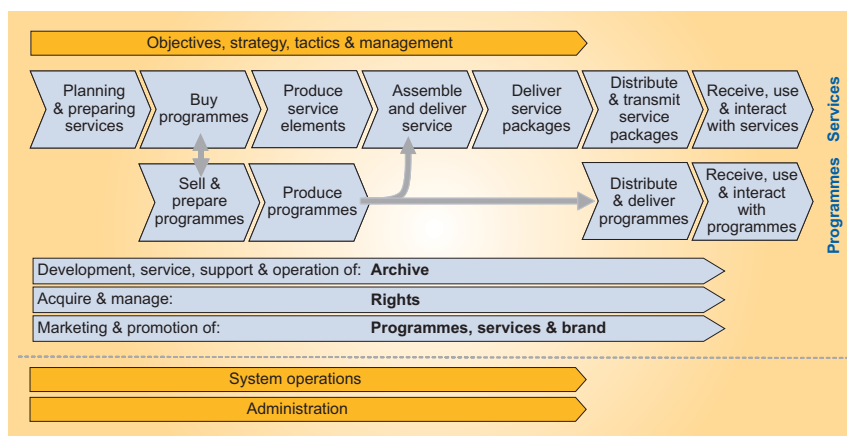 Objectives, strategy, tactics & management
Planning
& preparing
services
Buy
programmes
Produce
service
elements
Assemble
and deliver
service
Deliver
service
packages
Distribute
& transmit
service
packages
Receive, use
& interact
with services
Services
Sell &
prepare
programmes
Produce
programmes
Distribute
& deliver
programmes
Receive, use
& interact
with
programmes
Programmes
Development, service, support & operation of: Archive
Acquire & manage: Rights
Marketing & promotion of: Programmes, services & brand
System operations
Administration